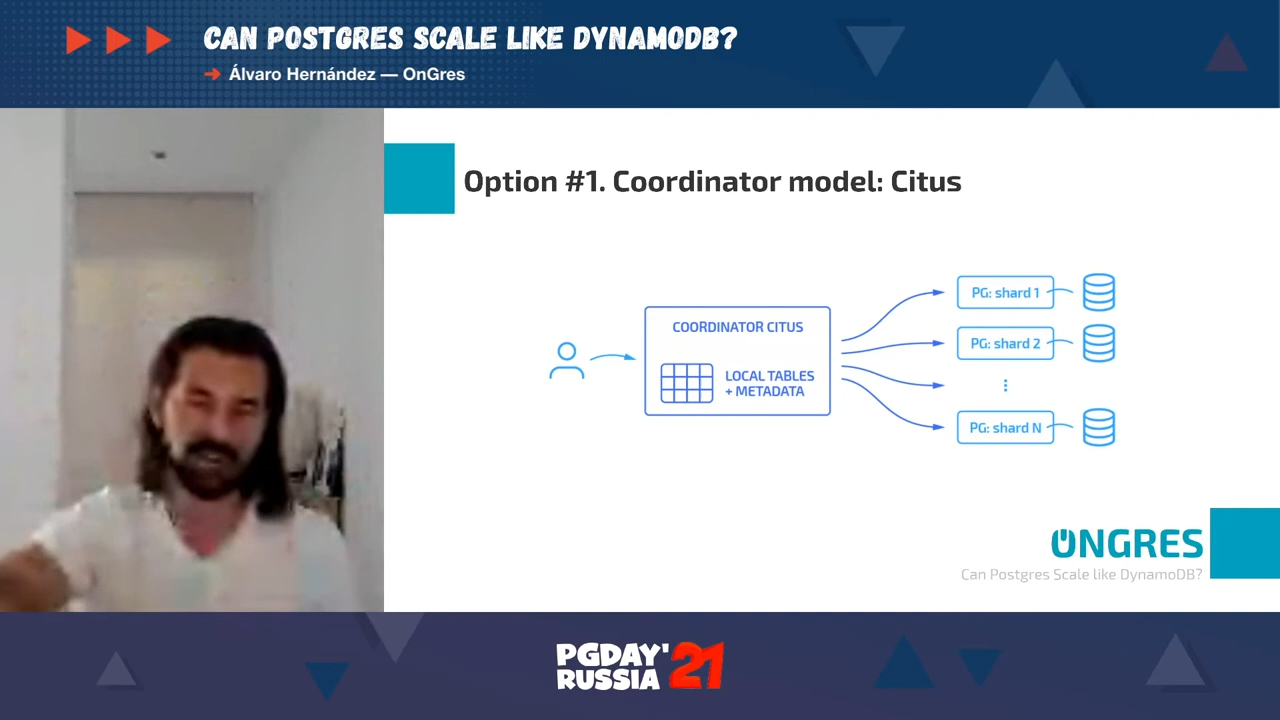 CAN POSTGRES SCALE LIKE DYNAMODB?
Álvaro Hernández — OnGres
Option #1. Coordinator model: Citus
COORDINATOR CITUS
LOCAL TABLES
+ METADATA
PG: shard 1
PG: shard 2
PG: shard N
ONGRES
Can Postgres Scale like DynamoDB?
PGDAY'21
RUSSIA